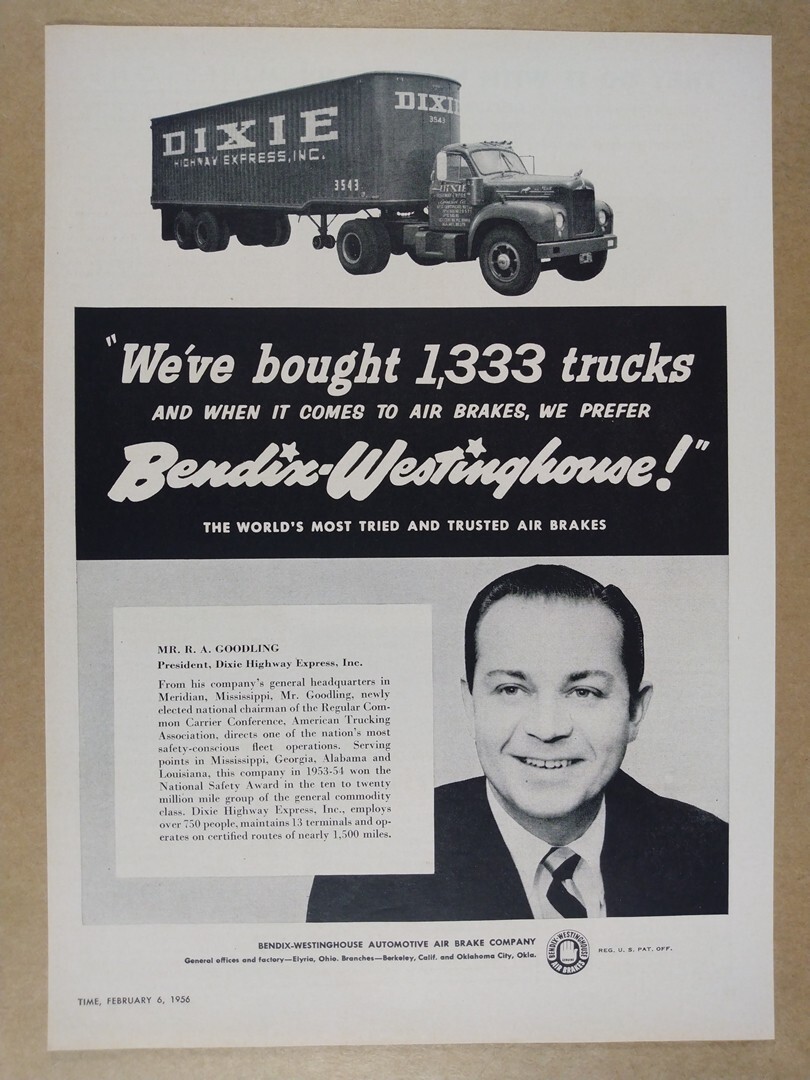 DIXIE
HIGHWAY EXPRESS, INC.
3543
DIXIE
3543
DIXIE
"We've bought 1,333 trucks
AND WHEN IT COMES TO AIR BRAKES, WE PREFER
Bendix-Westinghouse!"
THE WORLD'S MOST TRIED AND TRUSTED AIR BRAKES
MR. R. A. GOODLING
President, Dixie Highway Express, Inc.
From his company's general headquarters in
Meridian, Mississippi, Mr. Goodling, newly
elected national chairman of the Regular Com-
mon Carrier Conference, American Trucking
Association, directs one of the nation's most
safety-conscious fleet operations. Serving
points in Mississippi, Georgia, Alabama and
Louisiana, this company in 1953-54 won the
National Safety Award in the ten to twenty
million mile group of the general commodity
class. Dixie Highway Express, Inc., employs
over 750 people, maintains 13 terminals and op-
erates on certified routes of nearly 1,500 miles.
BENDIX-WESTINGHOUSE AUTOMOTIVE AIR BRAKE COMPANY
General offices and factory—Elyria, Ohio. Branches—Berkeley, Calif. and Oklahoma City, Okla.
BENDIX-WESTINGHOUSE
AIR BRAKES
REG. U. S. PAT. OFF.
TIME, FEBRUARY 6, 1956